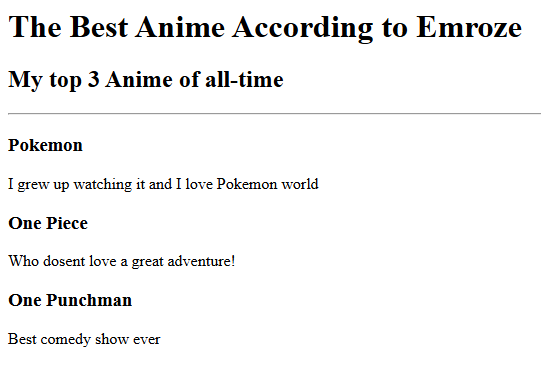 The Best Anime According to Emroze
My top 3 Anime of all-time
Pokemon
I grew up watching it and I love Pokemon world
One Piece
Who dosent love a great adventure!
One Punchman
Best comedy show ever